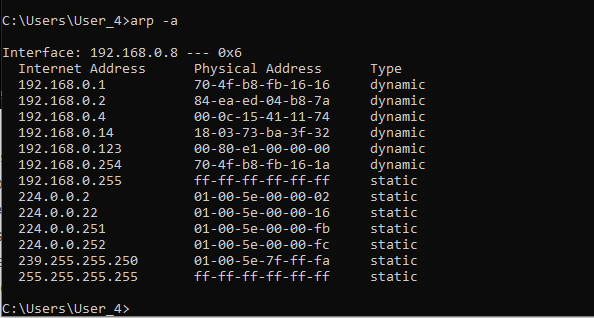 C:\Users\User_4>arp -a
Interface: 192.168.0.8 --- 0x6
Internet Address Physical Address Type
192.168.0.1 70-4f-b8-fb-16-16 dynamic
192.168.0.2 84-ea-ed-04-b8-7a dynamic
192.168.0.4 00-0c-15-41-11-74 dynamic
192.168.0.14 18-03-73-ba-3f-32 dynamic
192.168.0.123 00-80-e1-00-00-00 dynamic
192.168.0.254 70-4f-b8-fb-16-1a dynamic
192.168.0.255 ff-ff-ff-ff-ff-ff static
224.0.0.2 01-00-5e-00-00-02 static
224.0.0.22 01-00-5e-00-00-16 static
224.0.0.251 01-00-5e-00-00-fb static
224.0.0.252 01-00-5e-00-00-fc static
239.255.255.250 01-00-5e-7f-ff-fa static
255.255.255.255 ff-ff-ff-ff-ff-ff static
C:\Users\User_4>